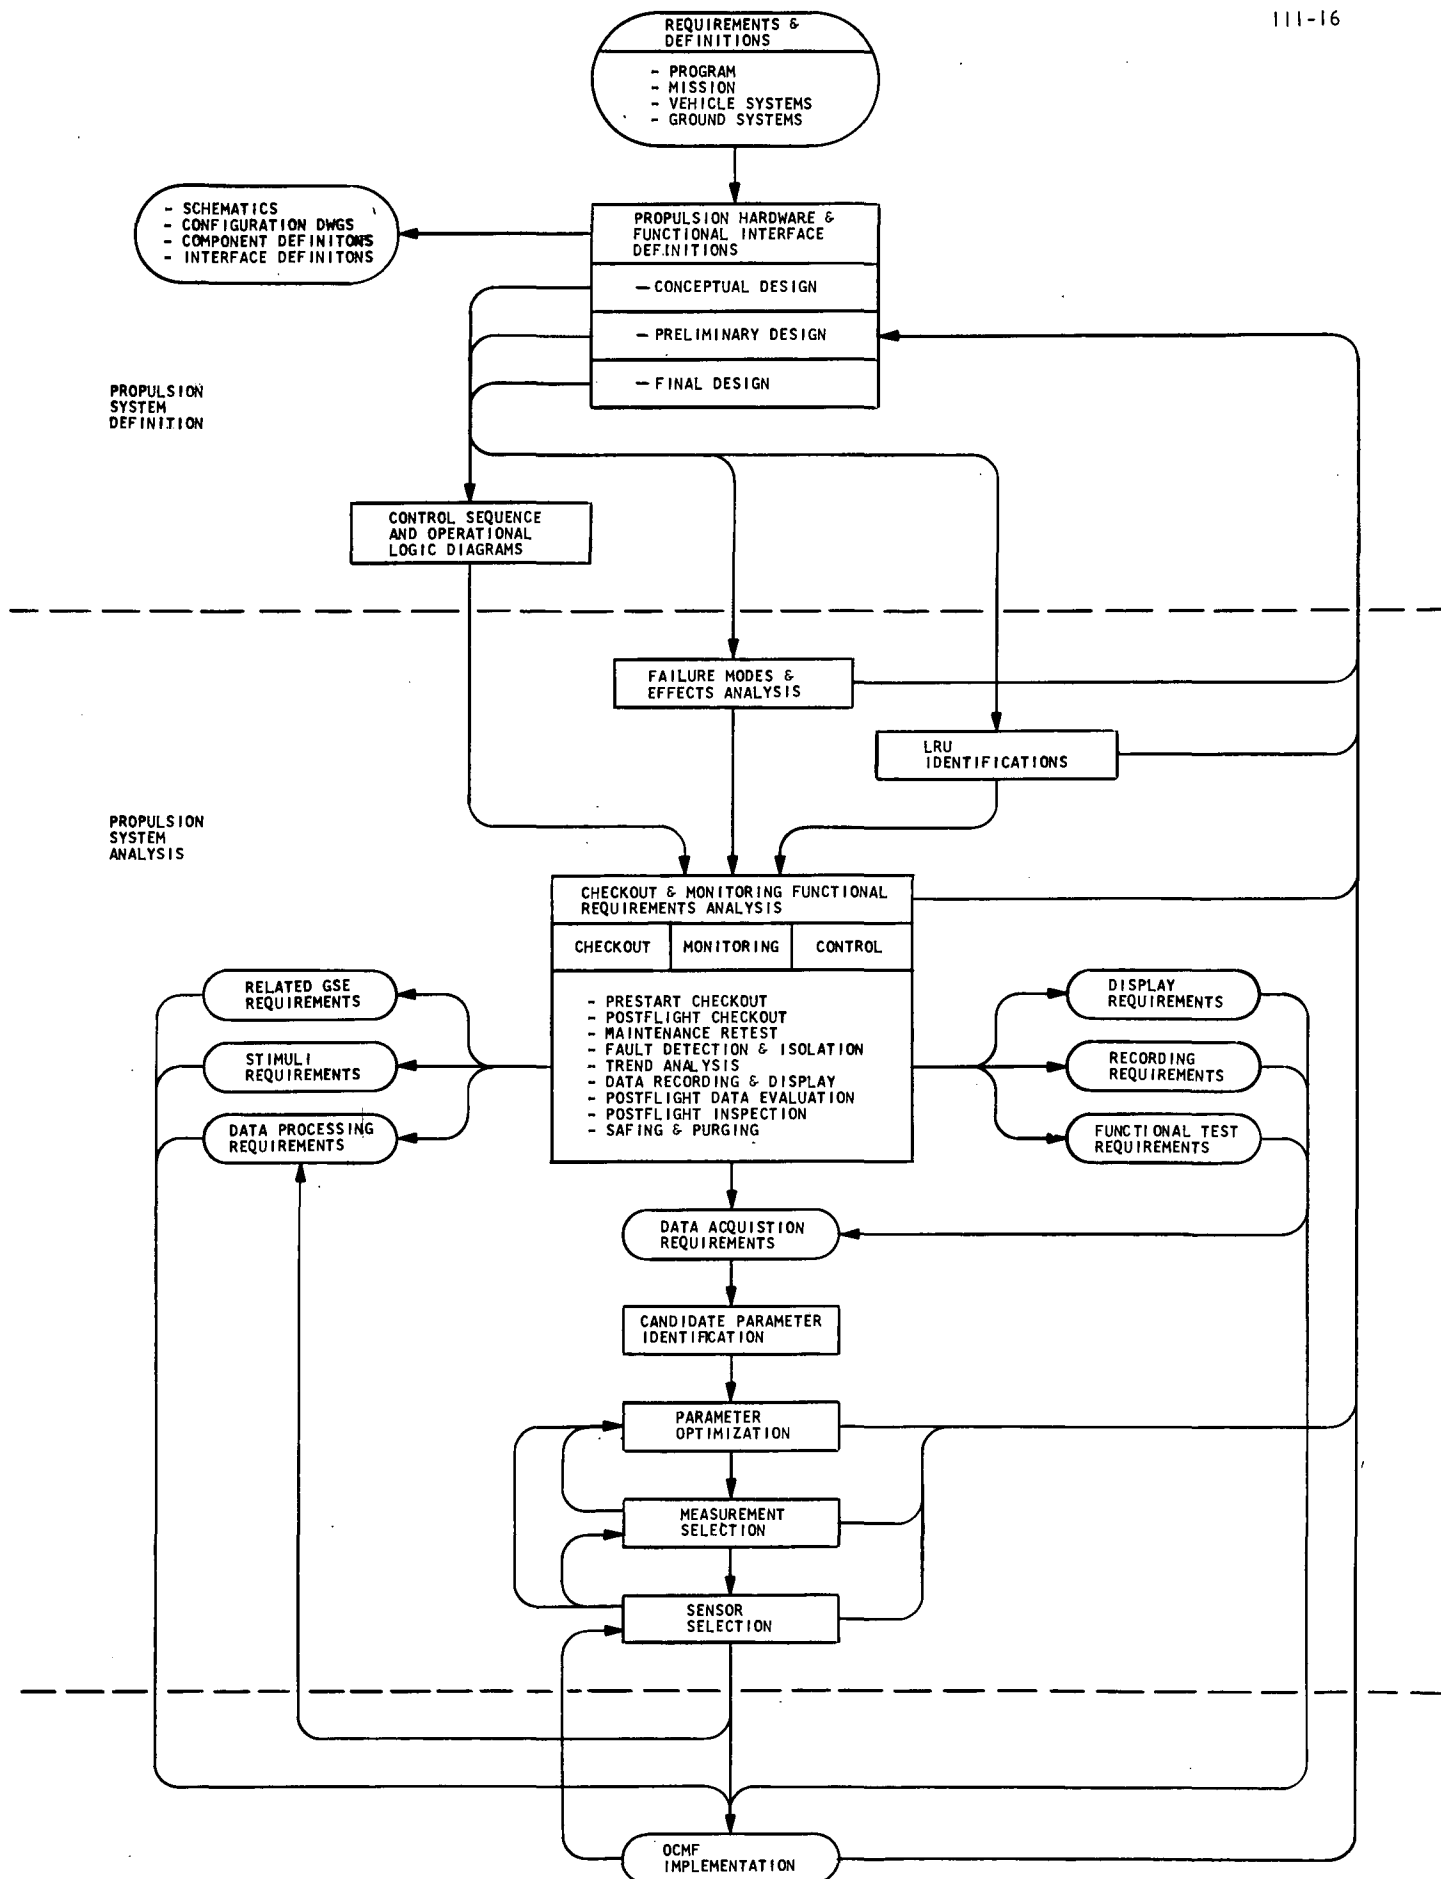 111-16
REQUIREMENTS &
DEFINITIONS
- PROGRAM
- MISSION
- VEHICLE SYSTEMS
- GROUND SYSTEMS
- SCHEMATICS
- CONFIGURATION DWGS
- COMPONENT DEFINITONS
- INTERFACE DEFINITONS
PROPULSION HARDWARE &
FUNCTIONAL INTERFACE
DEFINITIONS
— CONCEPTUAL DESIGN
— PRELIMINARY DESIGN
— FINAL DESIGN
PROPULSION
SYSTEM
DEFINITION
CONTROL SEQUENCE
AND OPERATIONAL
LOGIC DIAGRAMS
FAILURE MODES &
EFFECTS ANALYSIS
LRU
IDENTIFICATIONS
PROPULSION
SYSTEM
ANALYSIS
CHECKOUT & MONITORING FUNCTIONAL
REQUIREMENTS ANALYSIS
CHECKOUT MONITORING CONTROL
- PRESTART CHECKOUT
- POSTFLIGHT CHECKOUT
- MAINTENANCE RETEST
- FAULT DETECTION & ISOLATION
- TREND ANALYSIS
- DATA RECORDING & DISPLAY
- POSTFLIGHT DATA EVALUATION
- POSTFLIGHT INSPECTION
- SAFING & PURGING
RELATED GSE
REQUIREMENTS
STIMULI
REQUIREMENTS
DATA PROCESSING
REQUIREMENTS
DISPLAY
REQUIREMENTS
RECORDING
REQUIREMENTS
FUNCTIONAL TEST
REQUIREMENTS
DATA ACQUISTION
REQUIREMENTS
CANDIDATE PARAMETER
IDENTIFICATION
PARAMETER
OPTIMIZATION
MEASUREMENT
SELECTION
SENSOR
SELECTION
OCMF
IMPLEMENTATION